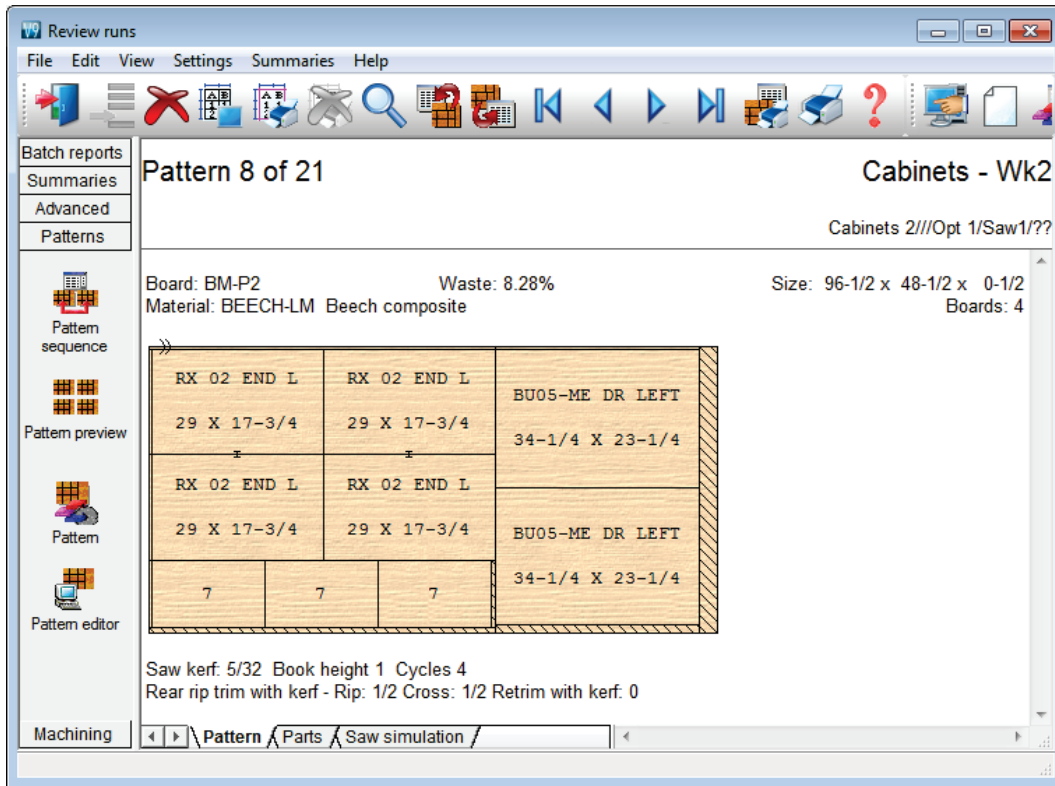 V9 Review runs
File Edit View Settings Summaries Help
Batch reports
Summaries
Advanced
Patterns
Pattern sequence
Pattern preview
Pattern
Pattern editor
Machining
Pattern 8 of 21 Cabinets - Wk2
Cabinets 2///Opt 1/Saw1/??
Board: BM-P2 Waste: 8.28% Size: 96-1/2 x 48-1/2 x 0-1/2
Material: BEECH-LM Beech composite Boards: 4
RX 02 END L RX 02 END L
BU05-ME DR LEFT
29 X 17-3/4 29 X 17-3/4
34-1/4 X 23-1/4
RX 02 END L RX 02 END L
29 X 17-3/4 29 X 17-3/4
BU05-ME DR LEFT
34-1/4 X 23-1/4
7 7 7
Saw kerf: 5/32 Book height 1 Cycles 4
Rear rip trim with kerf - Rip: 1/2 Cross: 1/2 Retrim with kerf: 0
Pattern Parts Saw simulation